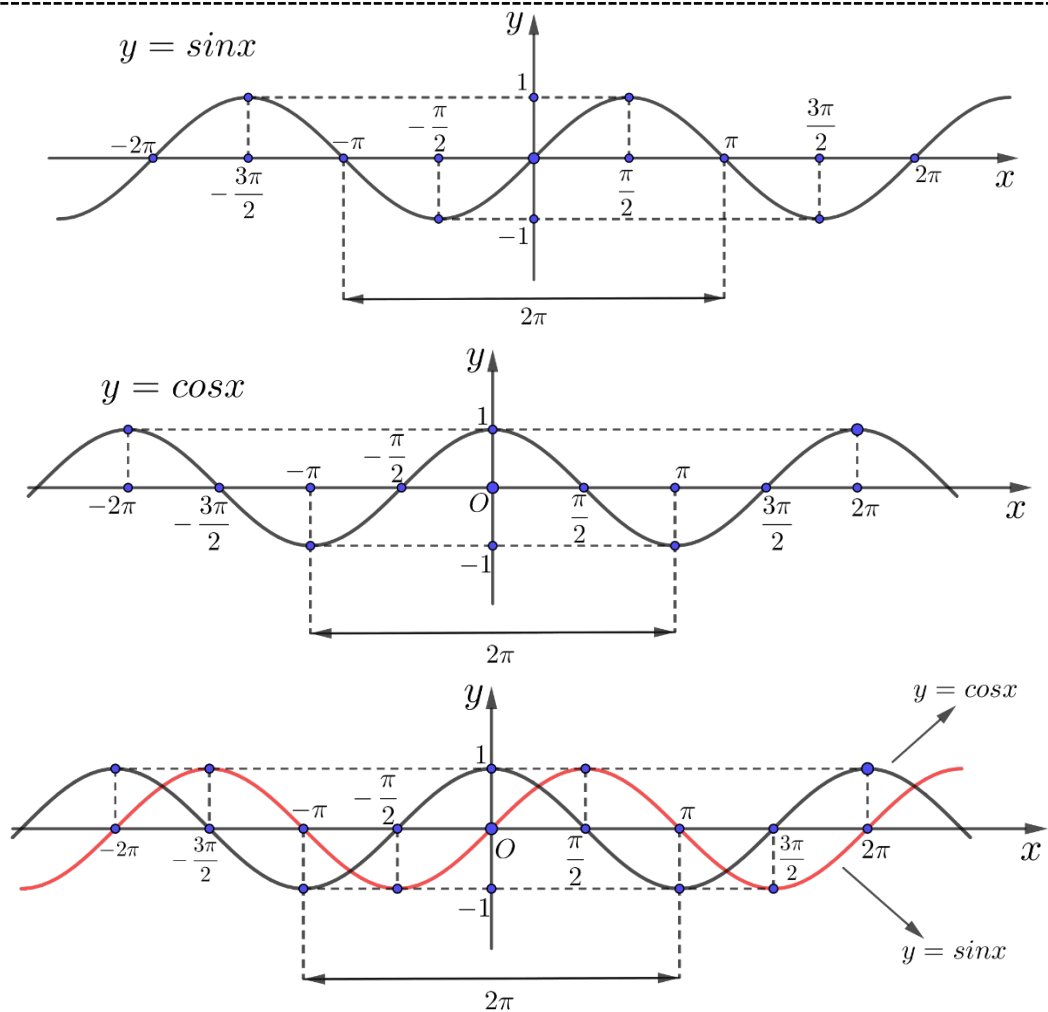 y
y = sinx
1
−2π
−3π/2
−π
−π/2
π/2
π
3π/2
2π
x
−1
2π
y
y = cosx
1
−2π
−3π/2
−π
−π/2
O
π/2
π
3π/2
2π
x
−1
2π
y
y = cosx
1
−2π
−3π/2
−π
−π/2
O
π/2
π
3π/2
2π
x
−1
y = sinx
2π